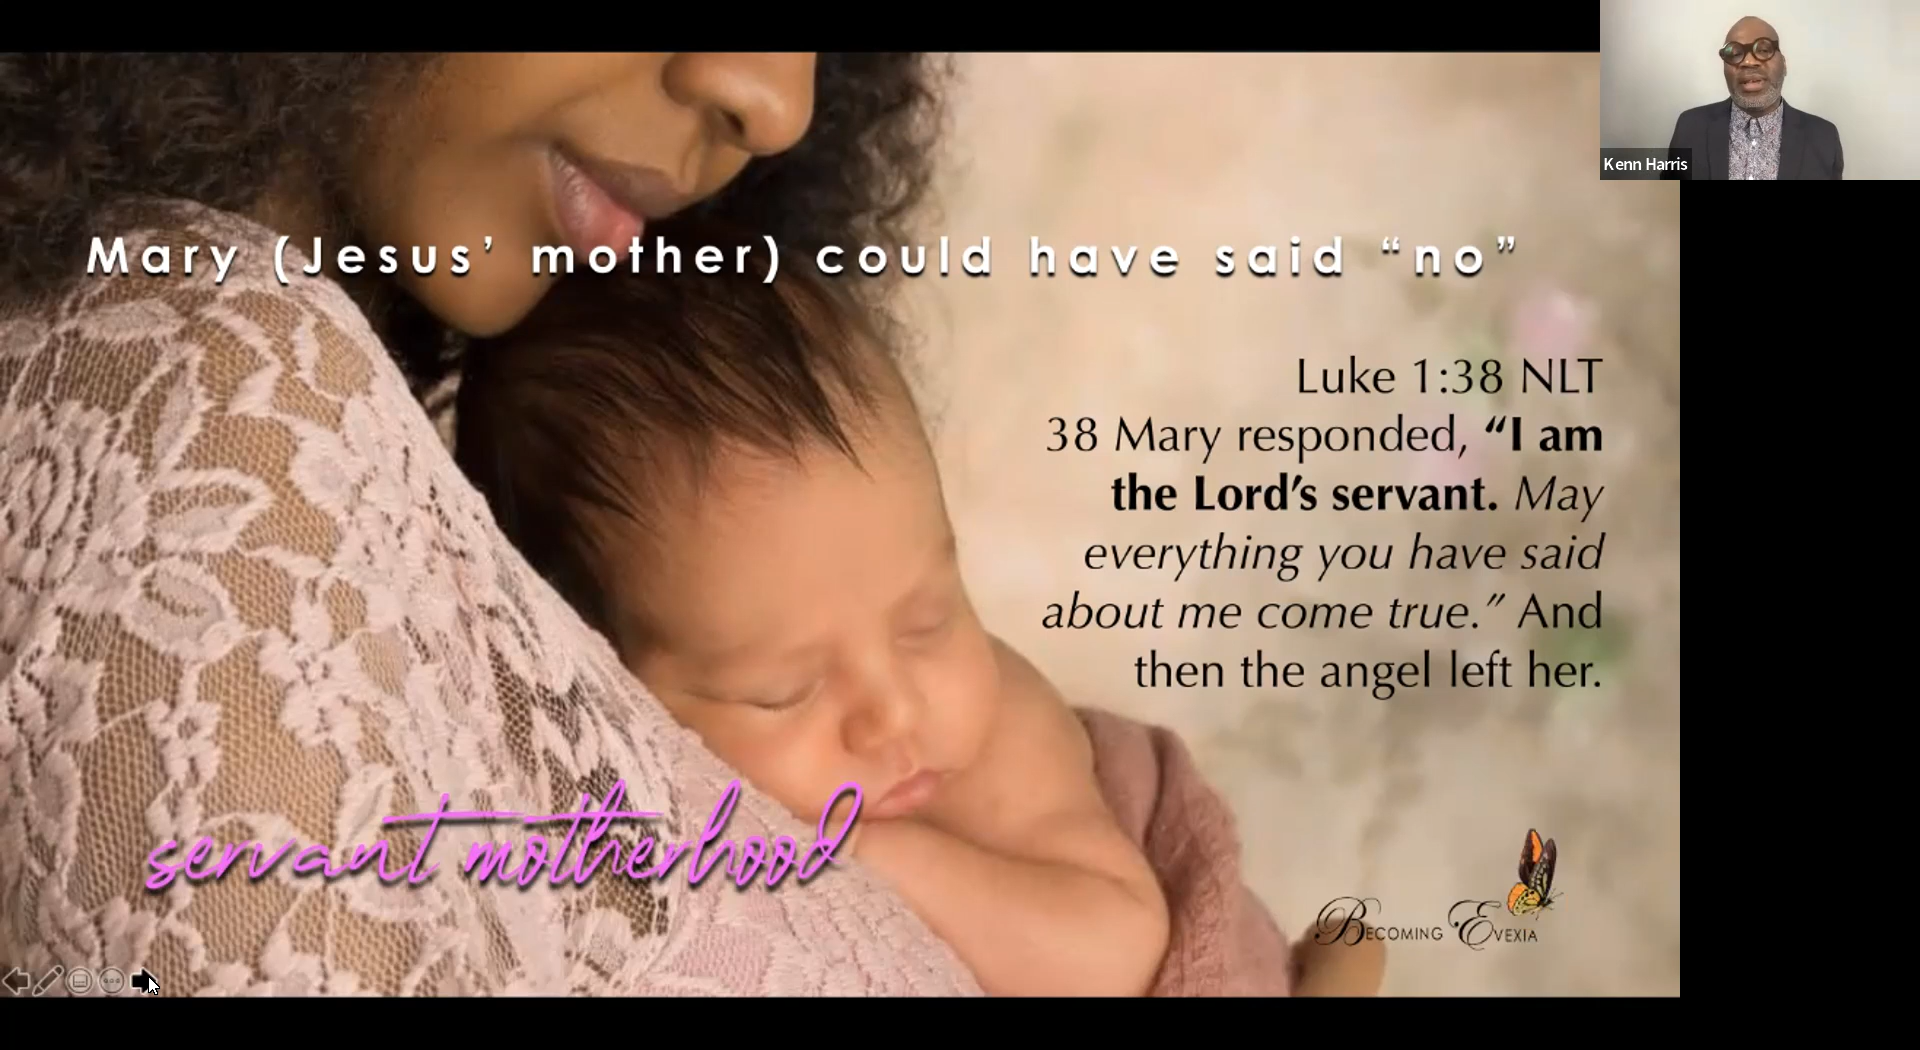 Kenn Harris
Mary (Jesus’ mother) could have said “no”
Luke 1:38 NLT
38 Mary responded, “I am
the Lord’s servant. May
everything you have said
about me come true.” And
then the angel left her.
servant motherhood
Becoming Evexia